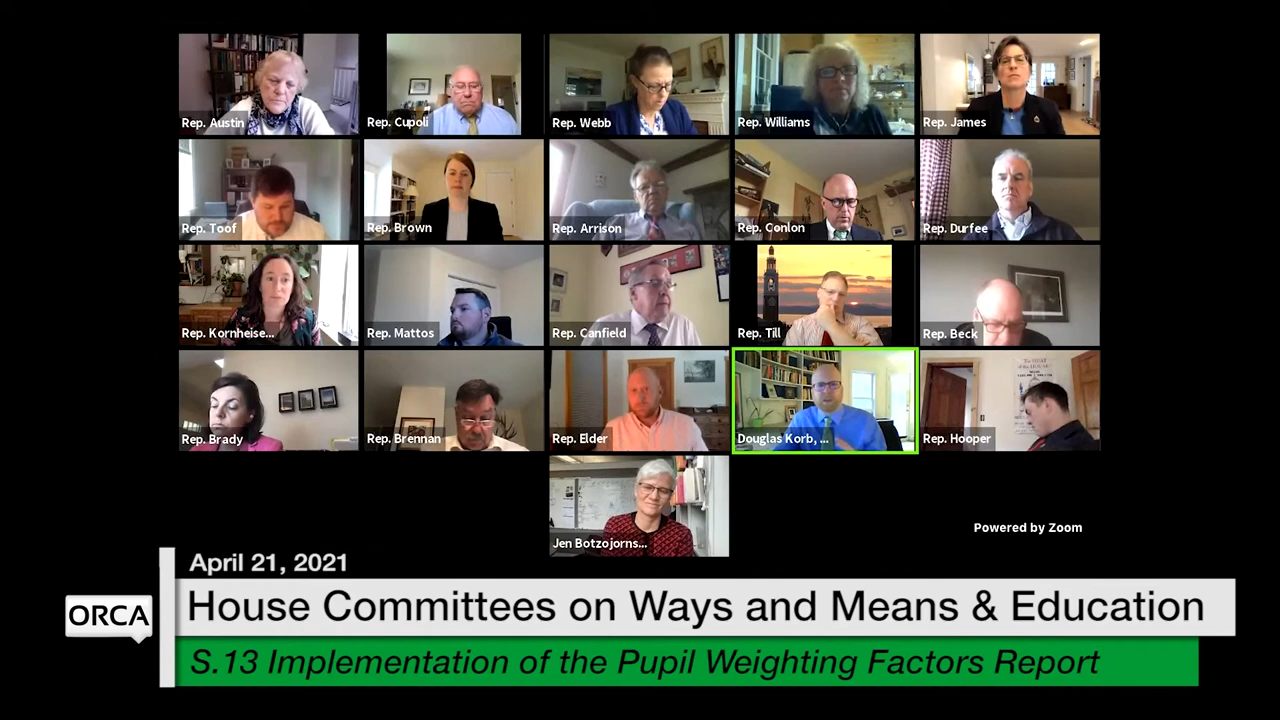 Rep. Austin
Rep. Cupoli
Rep. Webb
Rep. Williams
Rep. James
Rep. Toof
Rep. Brown
Rep. Arrison
Rep. Conlon
Rep. Durfee
Rep. Kornheise...
Rep. Mattos
Rep. Canfield
Rep. Till
Rep. Beck
Rep. Brady
Rep. Brennan
Rep. Elder
Douglas Korb, ...
Rep. Hooper
Jen Botzojorns...
Powered by Zoom
April 21, 2021
ORCA
House Committees on Ways and Means & Education
S.13 Implementation of the Pupil Weighting Factors Report